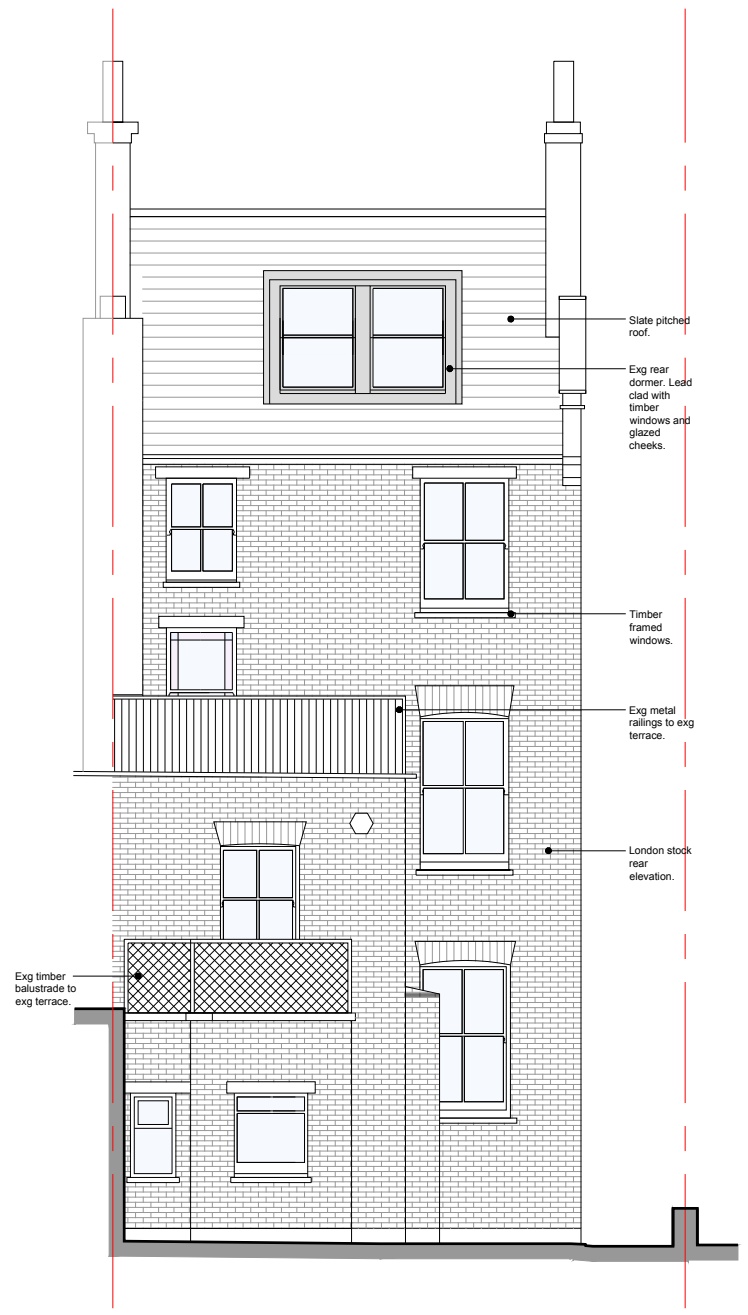 Slate pitched
roof.
Exg rear
dormer. Lead
clad with
timber
windows and
glazed
cheeks.
Timber
framed
windows.
Exg metal
railings to exg
terrace.
London stock
rear
elevation.
Exg timber
balustrade to
exg terrace.